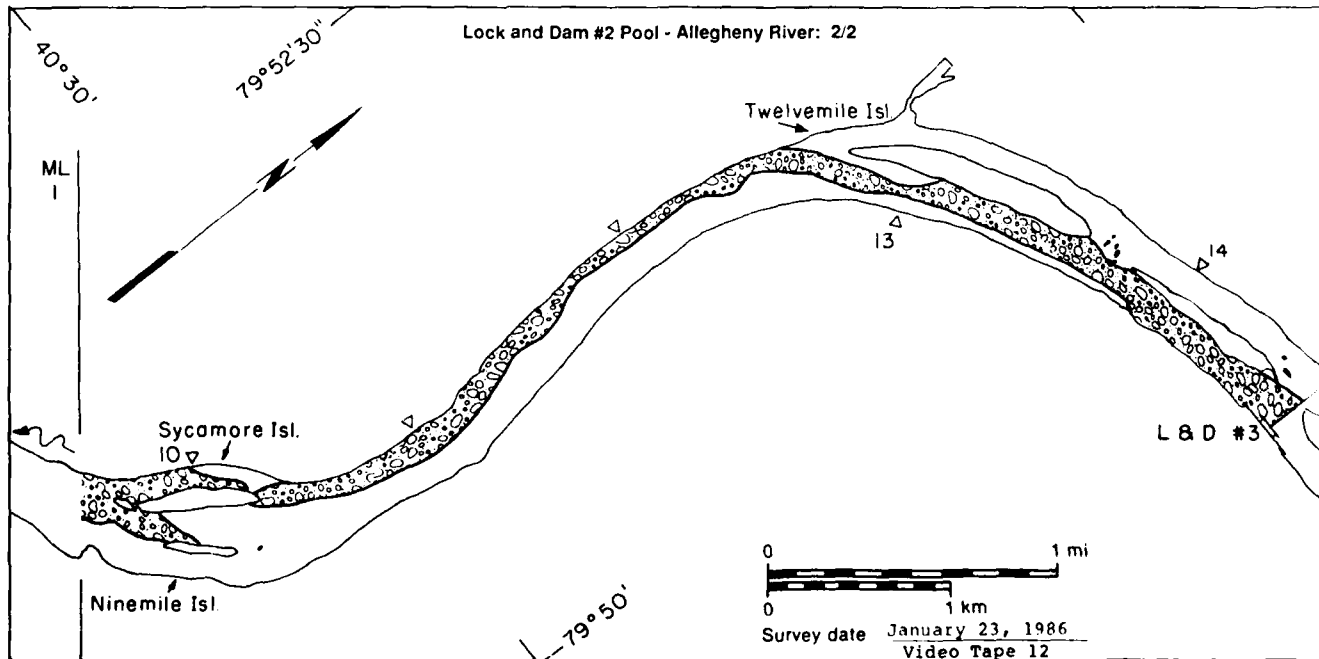 Lock and Dam #2 Pool - Allegheny River: 2/2
40°30'
79°52'30"
N
Twelvemile Isl.
ML
1
13
14
Sycamore Isl.
10
L & D #3
Ninemile Isl.
79°50'
0 1 mi
0 1 km
Survey date January 23, 1986
Video Tape 12